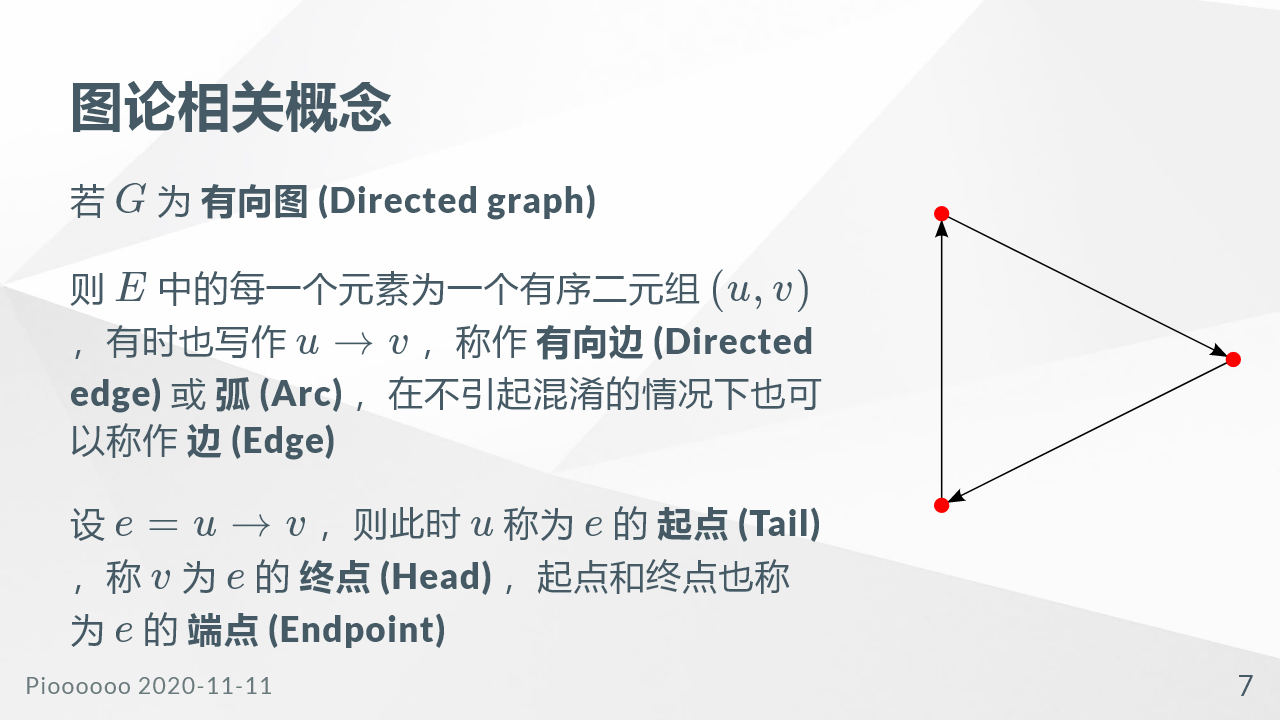 图论相关概念
若 G 为 有向图 (Directed graph)
则 E 中的每一个元素为一个有序二元组 (u, v)
，有时也写作 u → v ，称作 有向边 (Directed
edge) 或 弧 (Arc) ，在不引起混淆的情况下也可
以称作 边 (Edge)
设 e = u → v ，则此时 u 称为 e 的 起点 (Tail)
，称 v 为 e 的 终点 (Head) ，起点和终点也称
为 e 的 端点 (Endpoint)
Pioooooo 2020-11-11
7